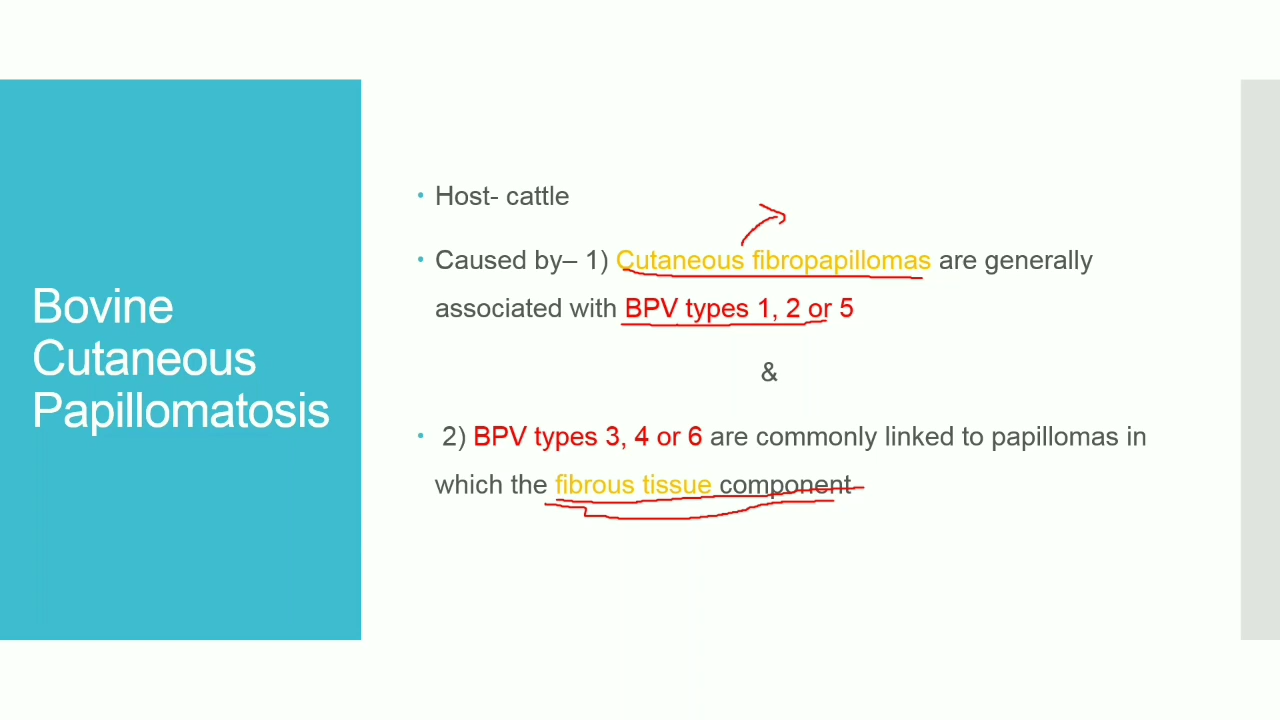 Bovine
Cutaneous
Papillomatosis
• Host- cattle
• Caused by– 1) Cutaneous fibropapillomas are generally
associated with BPV types 1, 2 or 5
&
• 2) BPV types 3, 4 or 6 are commonly linked to papillomas in
which the fibrous tissue component